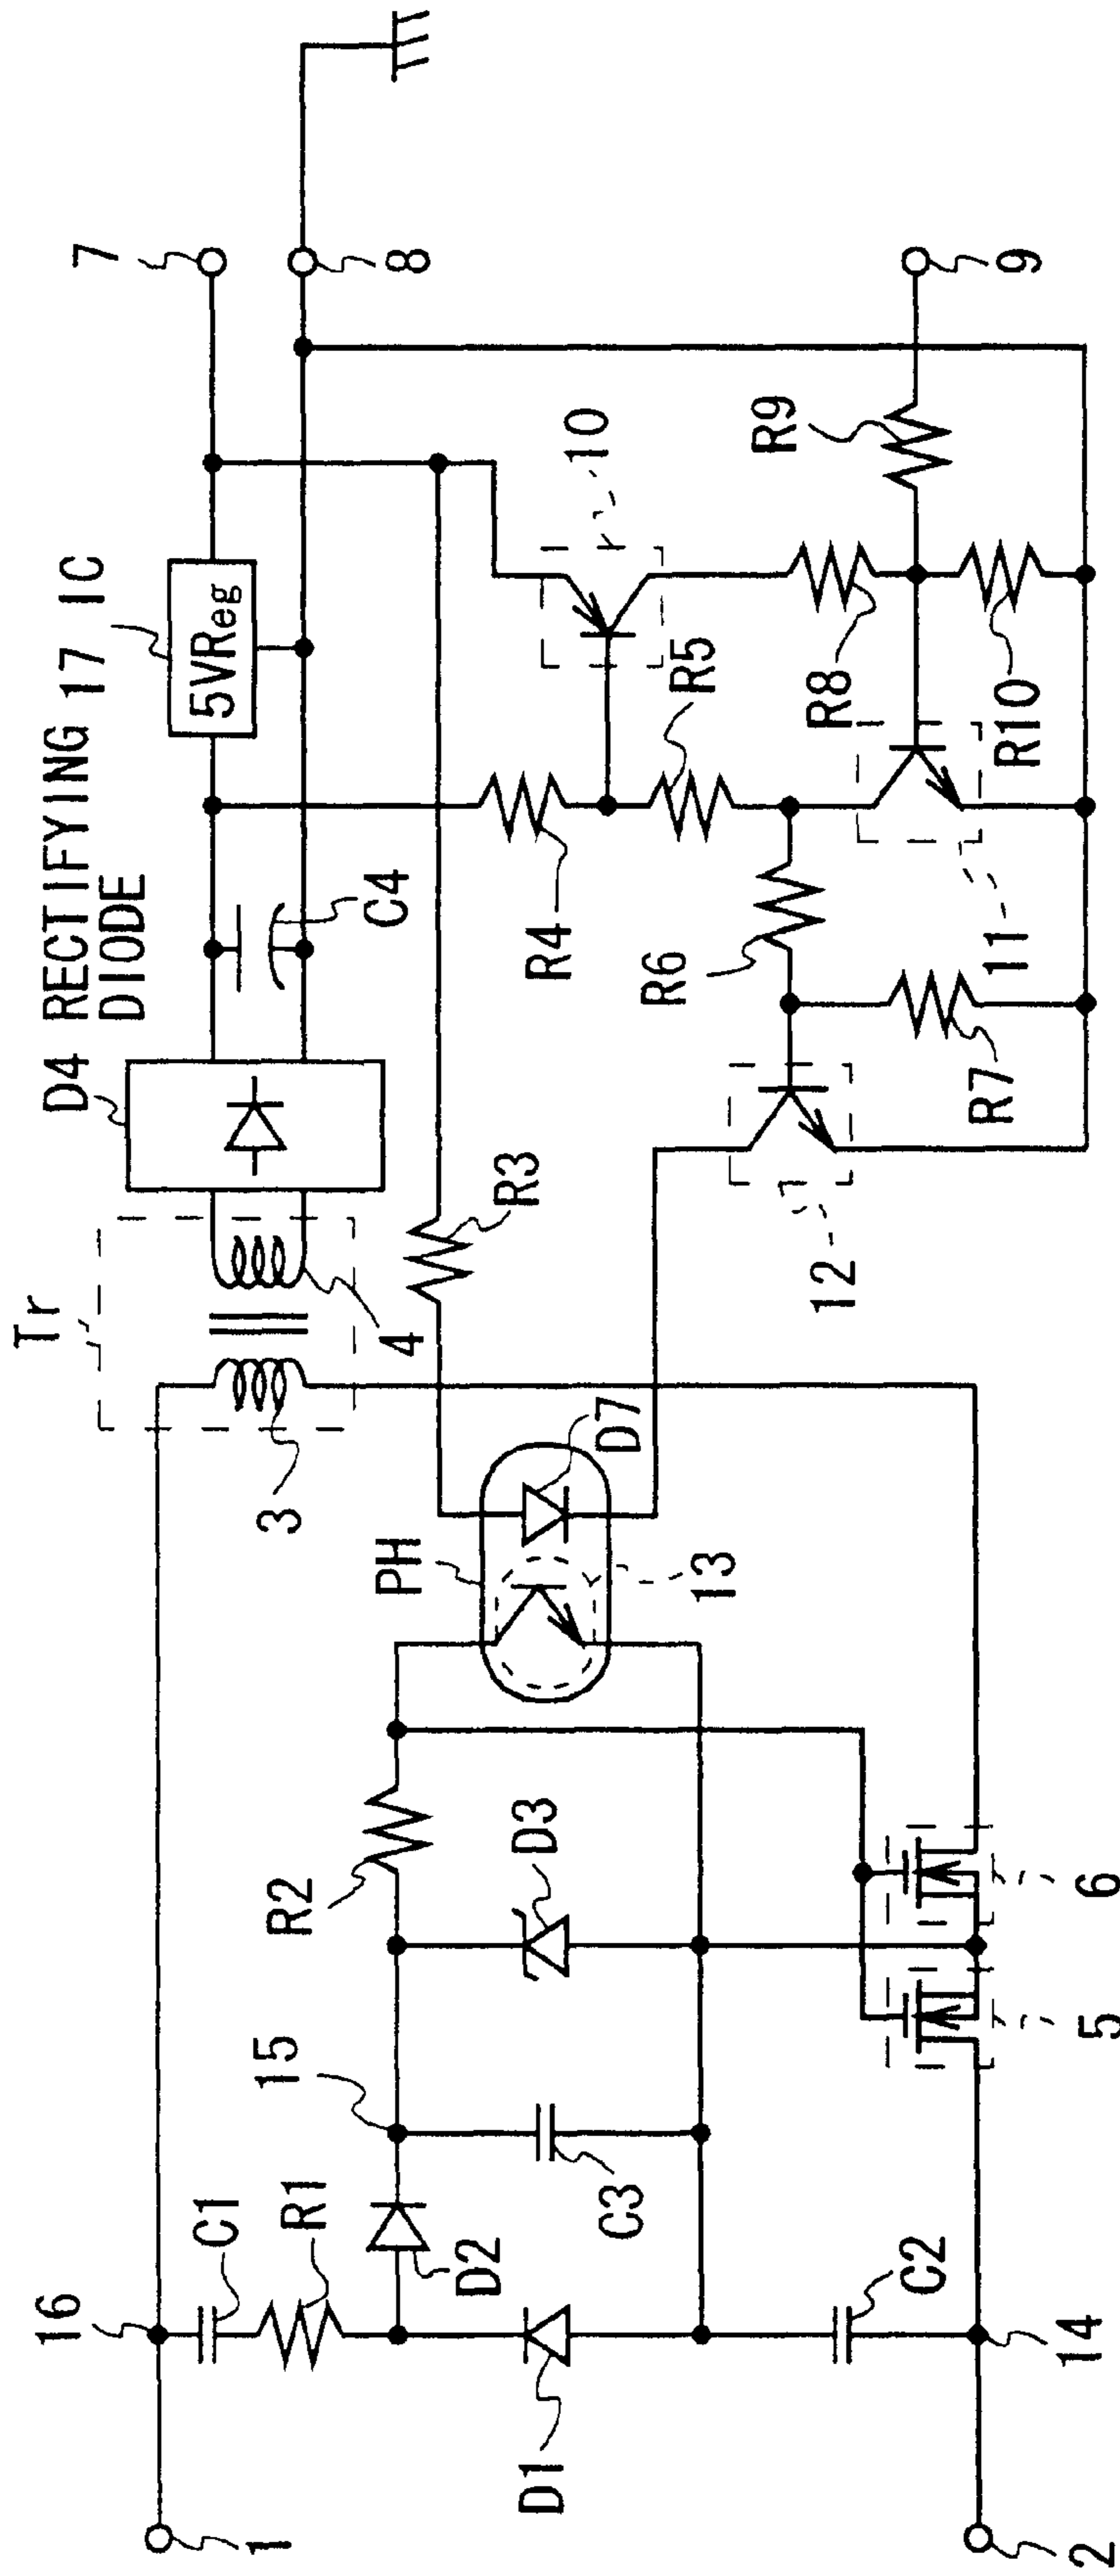 D4 RECTIFYING
DIODE
17 IC
5VReg
7
8
9
Tr
3
4
C4
R4
R5
10
R9
R8
R10
R6
11
R7
12
R3
D7
PH
13
R2
D3
15
C3
6
5
16
C1
R1
D2
D1
C2
14
1
2